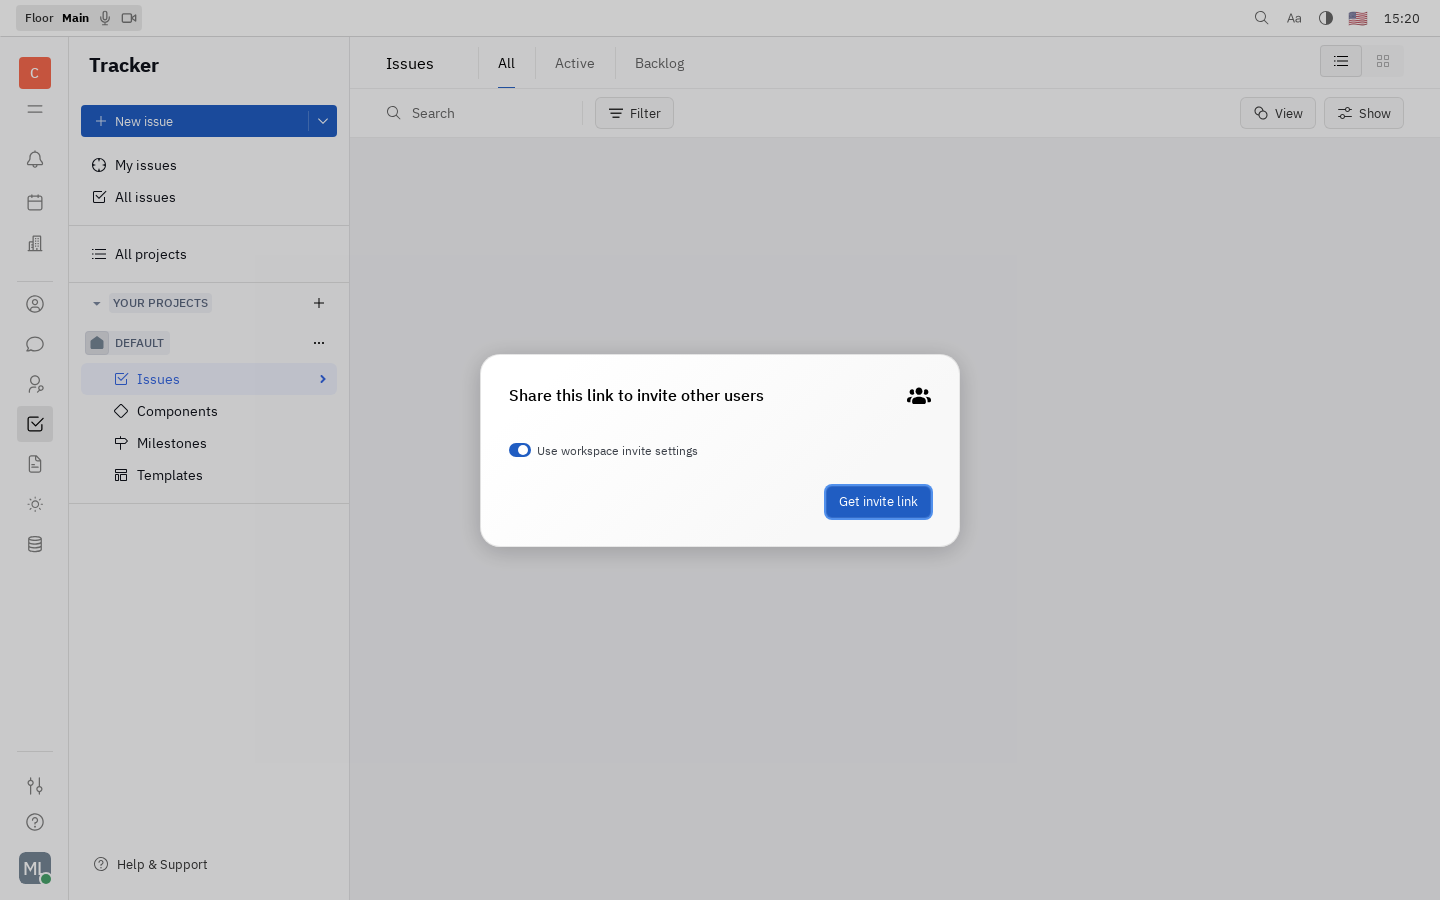 Floor Main
Aa
15:20
C
Tracker
New issue
My issues
All issues
All projects
YOUR PROJECTS
DEFAULT
Issues
Components
Milestones
Templates
Help & Support
ML
Issues
All
Active
Backlog
Search
Filter
View
Show
Share this link to invite other users
Use workspace invite settings
Get invite link